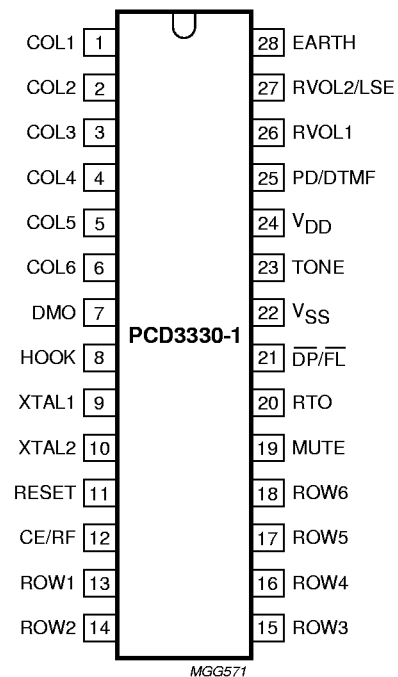 COL1 1 28 EARTH
COL2 2 27 RVOL2/LSE
COL3 3 26 RVOL1
COL4 4 25 PD/DTMF
COL5 5 24 VDD
COL6 6 23 TONE
DMO 7 22 VSS
PCD3330-1
HOOK 8 21 D̅P̅/F̅L̅
XTAL1 9 20 RTO
XTAL2 10 19 MUTE
RESET 11 18 ROW6
CE/RF 12 17 ROW5
ROW1 13 16 ROW4
ROW2 14 15 ROW3
MGG571